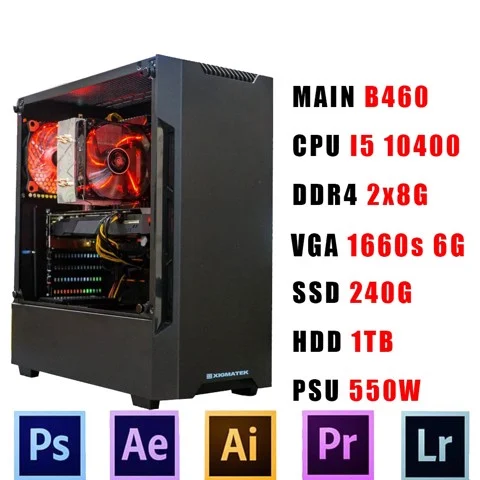 MAIN B460
CPU I5 10400
DDR4 2x8G
VGA 1660s 6G
SSD 240G
HDD 1TB
PSU 550W
XIGMATEK
Ps Ae Ai Pr Lr